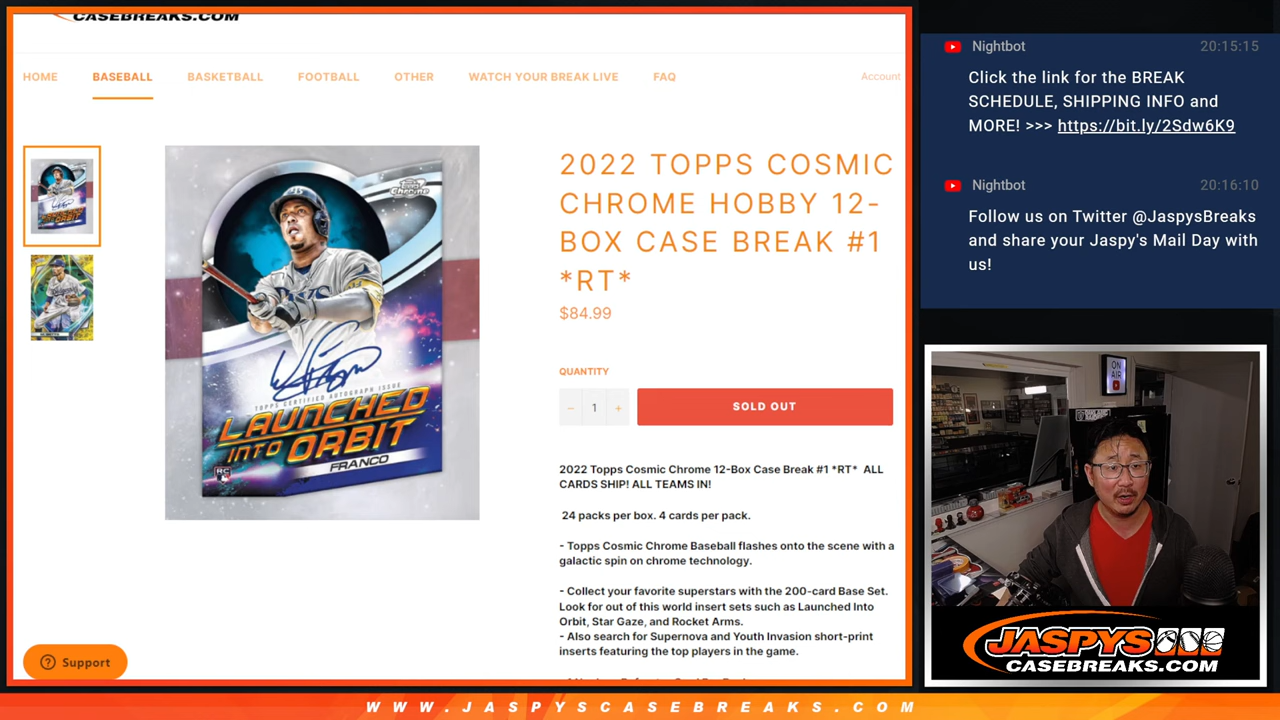 CASEBREAKS.COM
HOME
BASEBALL
BASKETBALL
FOOTBALL
OTHER
WATCH YOUR BREAK LIVE
FAQ
Account
2022 TOPPS COSMIC
CHROME HOBBY 12-
BOX CASE BREAK #1
*RT*
$84.99
QUANTITY
− 1 +
SOLD OUT
2022 Topps Cosmic Chrome 12-Box Case Break #1 *RT* ALL
CARDS SHIP! ALL TEAMS IN!
24 packs per box. 4 cards per pack.
- Topps Cosmic Chrome Baseball flashes onto the scene with a
galactic spin on chrome technology.
- Collect your favorite superstars with the 200-card Base Set.
Look for out of this world insert sets such as Launched Into
Orbit, Star Gaze, and Rocket Arms.
- Also search for Supernova and Youth Invasion short-print
inserts featuring the top players in the game.
Topps
Chrome
RAYS
TOPPS CERTIFIED AUTOGRAPH ISSUE
LAUNCHED
INTO ORBIT
FRANCO
RC
Support
Nightbot
20:15:15
Click the link for the BREAK
SCHEDULE, SHIPPING INFO and
MORE! >>> https://bit.ly/2Sdw6K9
Nightbot
20:16:10
Follow us on Twitter @JaspysBreaks
and share your Jaspy's Mail Day with
us!
ON
AIR
JASPYS
CASEBREAKS.COM
WWW.JASPYSCASEBREAKS.COM